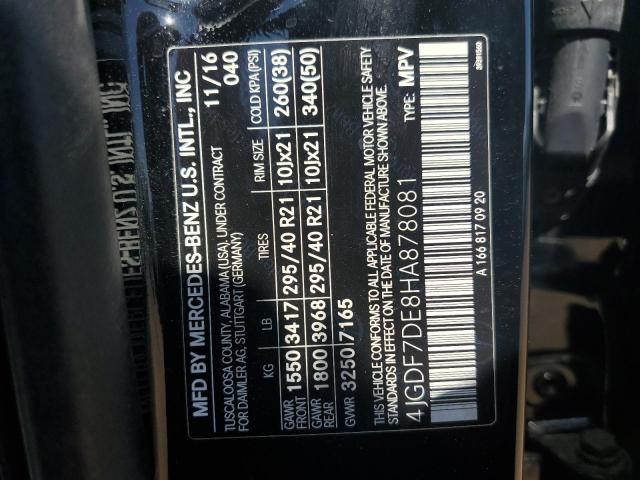 MFD BY MERCEDES-BENZ U.S. INTL., INC
TUSCALOOSA COUNTY, ALABAMA (USA), UNDER CONTRACT
FOR DAIMLER AG, STUTTGART (GERMANY)
11/16
040
KG LB TIRES RIM SIZE COLD KPA(PSI)
GAWR FRONT 1550 3417 295/40 R21 10Jx21 260(38)
GAWR REAR 1800 3968 295/40 R21 10Jx21 340(50)
GVWR 3250 7165
THIS VEHICLE CONFORMS TO ALL APPLICABLE FEDERAL MOTOR VEHICLE SAFETY
STANDARDS IN EFFECT ON THE DATE OF MANUFACTURE SHOWN ABOVE.
4JGDF7DE8HA878081 TYPE: MPV
A 166 817 09 20